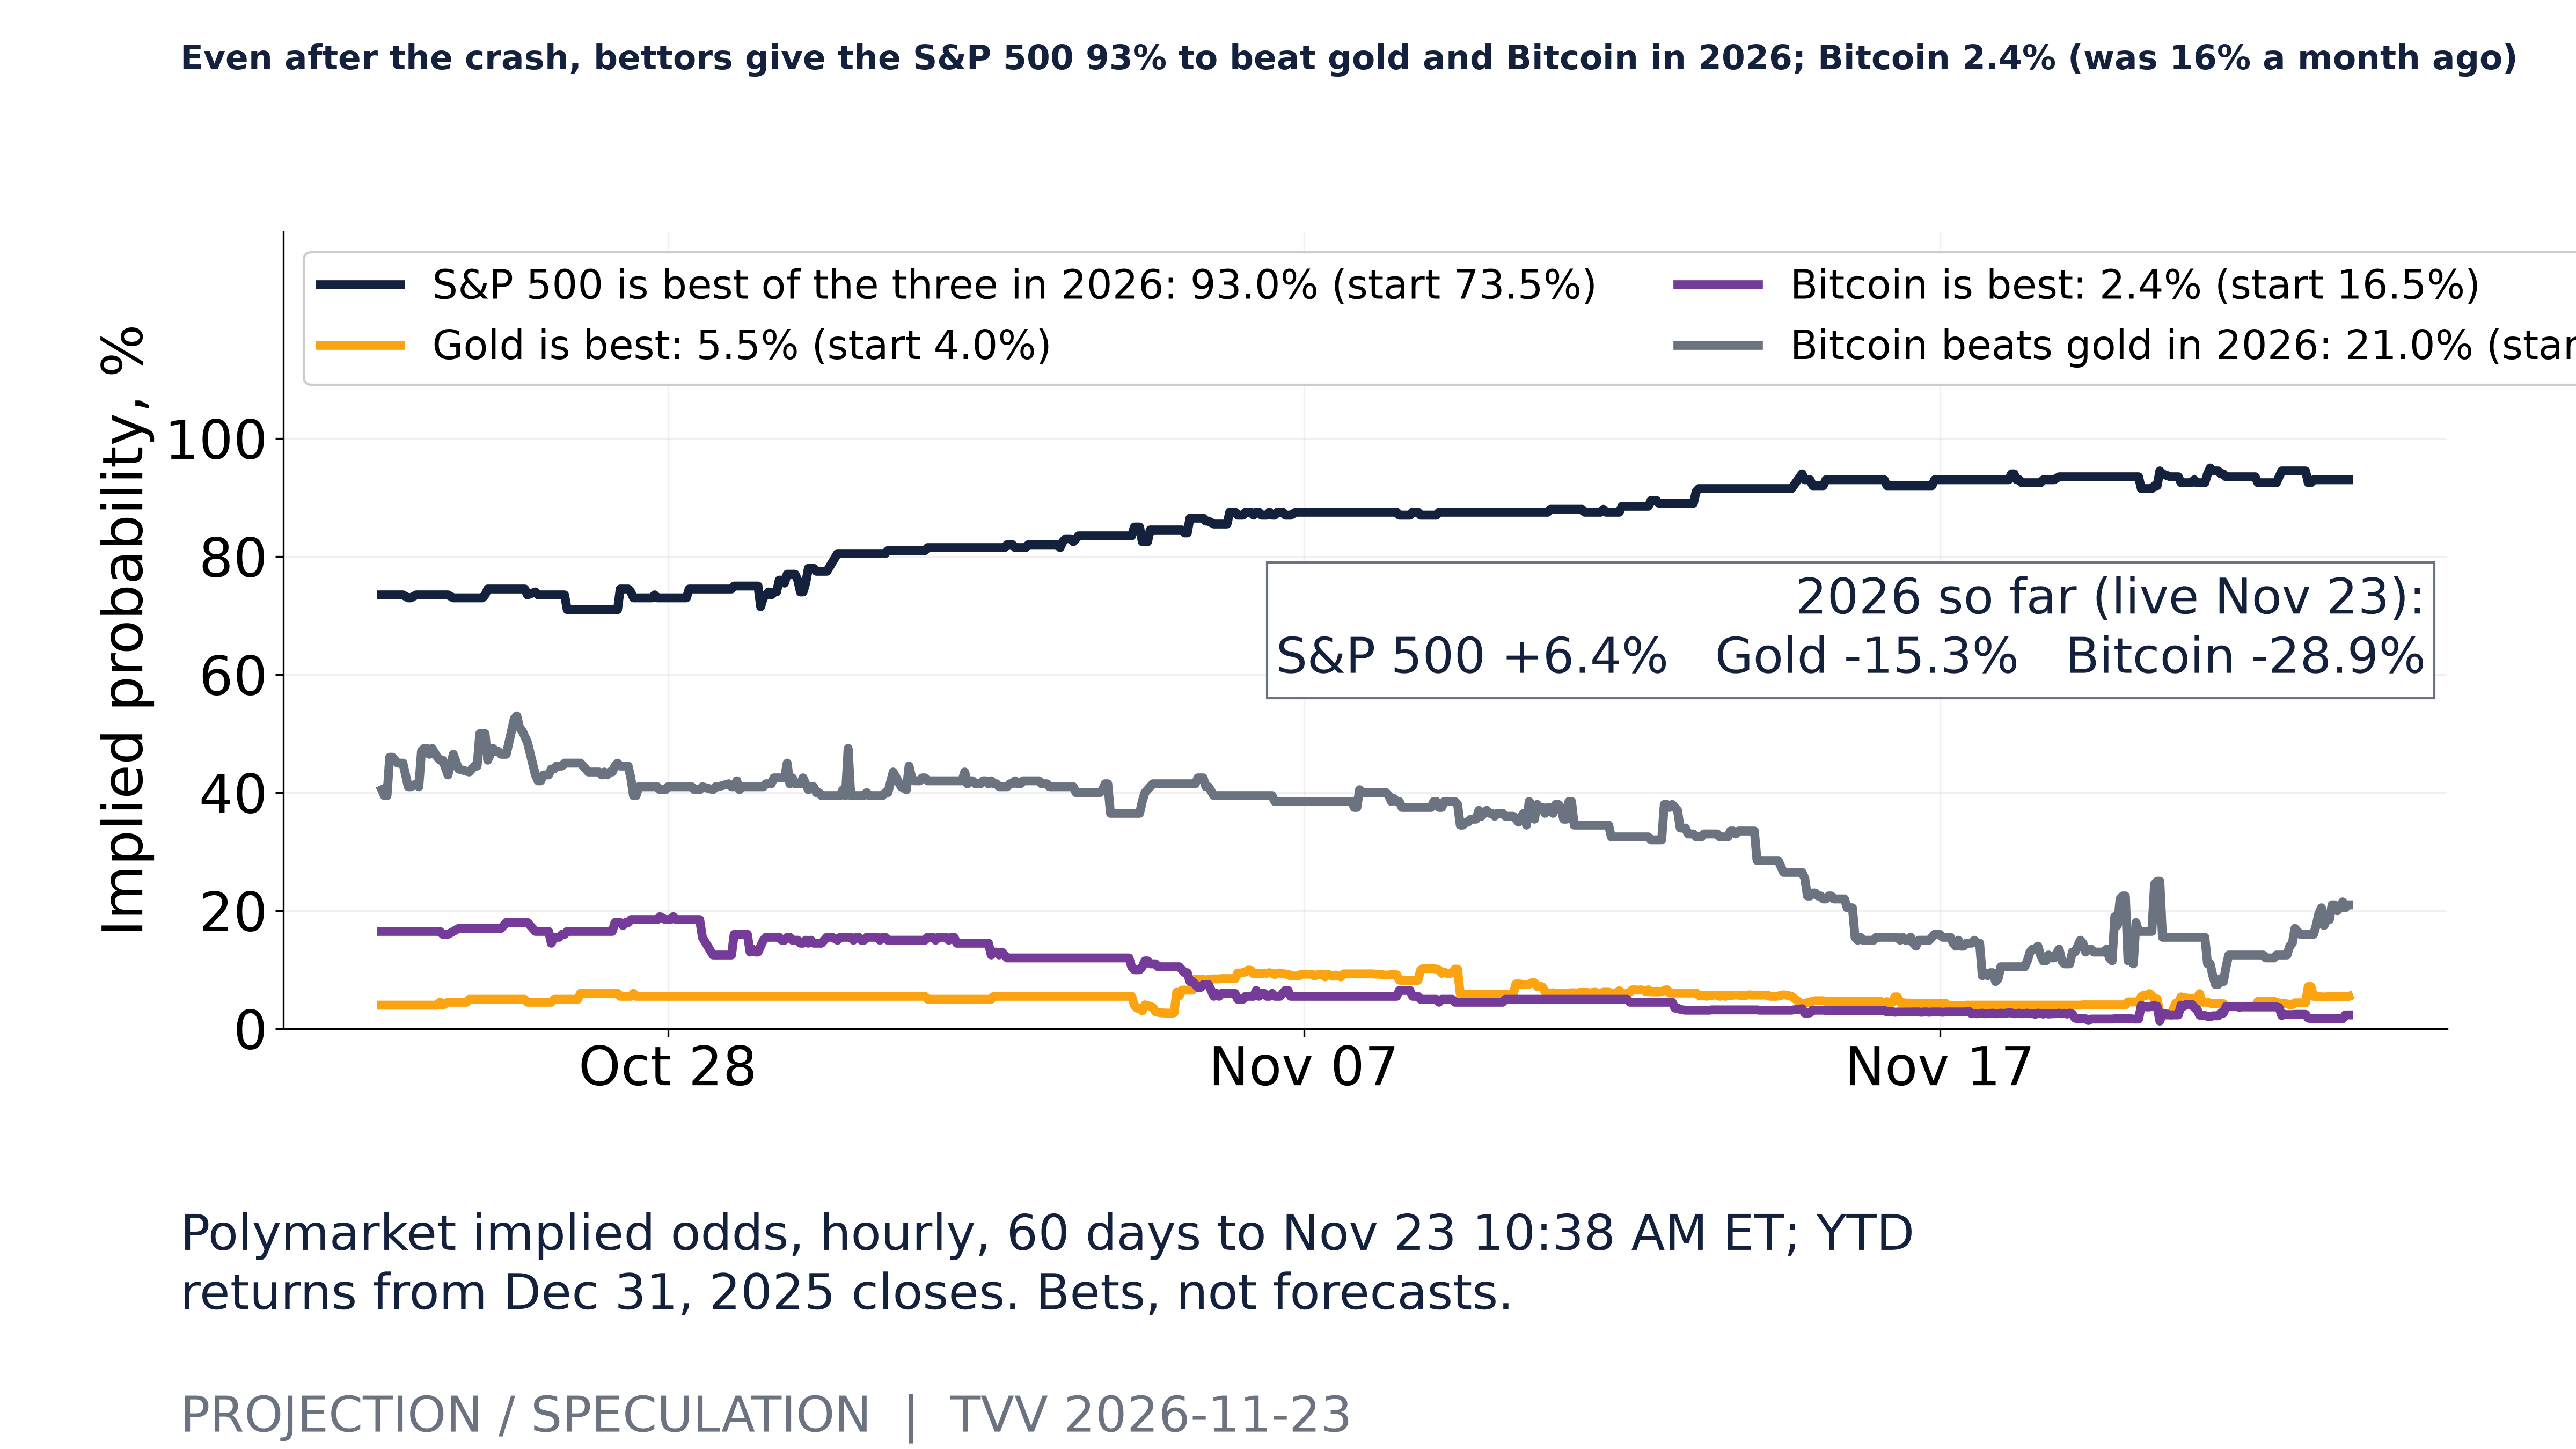 Even after the crash, bettors give the S&P 500 93% to beat gold and Bitcoin in 2026; Bitcoin 2.4% (was 16% a month ago)
S&P 500 is best of the three in 2026: 93.0% (start 73.5%)
Gold is best: 5.5% (start 4.0%)
Bitcoin is best: 2.4% (start 16.5%)
Bitcoin beats gold in 2026: 21.0%
Implied probability, %
100
80
60
40
20
0
2026 so far (live Nov 23):
S&P 500 +6.4% Gold -15.3% Bitcoin -28.9%
Oct 28
Nov 07
Nov 17
Polymarket implied odds, hourly, 60 days to Nov 23 10:38 AM ET; YTD
returns from Dec 31, 2025 closes. Bets, not forecasts.
PROJECTION / SPECULATION | TVV 2026-11-23